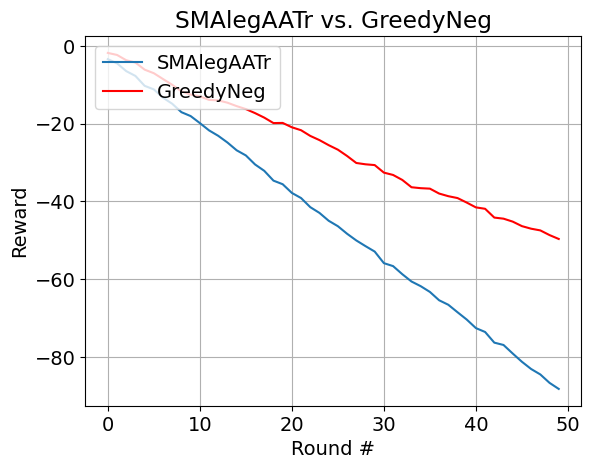 SMAlegAATr vs. GreedyNeg
SMAlegAATr
GreedyNeg
0
−20
−40
−60
−80
Reward
0 10 20 30 40 50
Round #